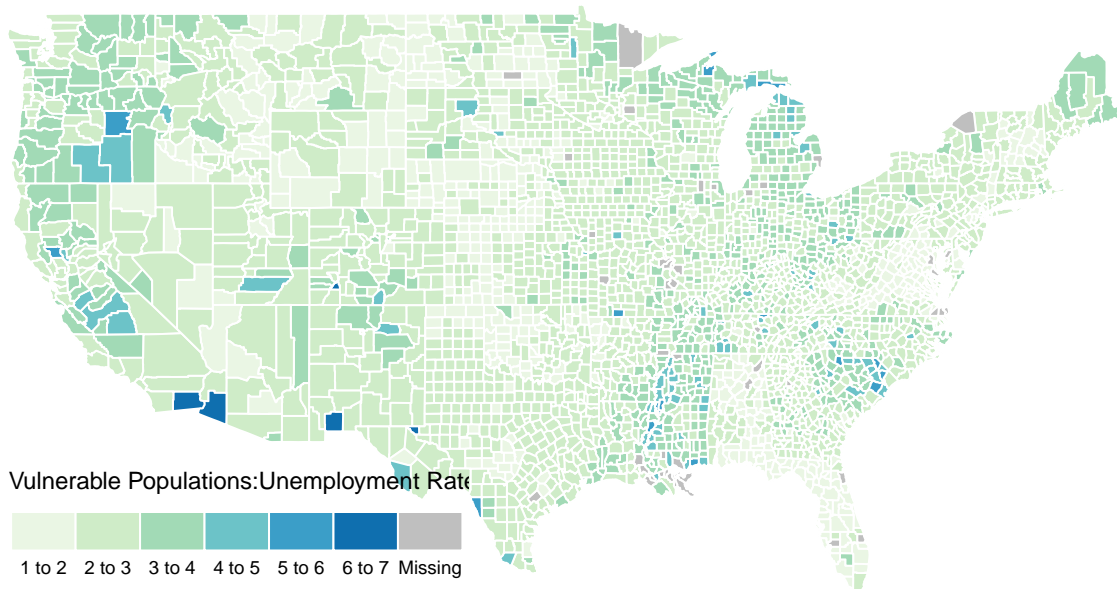 Vulnerable Populations:Unemployment Rate
1 to 2 2 to 3 3 to 4 4 to 5 5 to 6 6 to 7 Missing